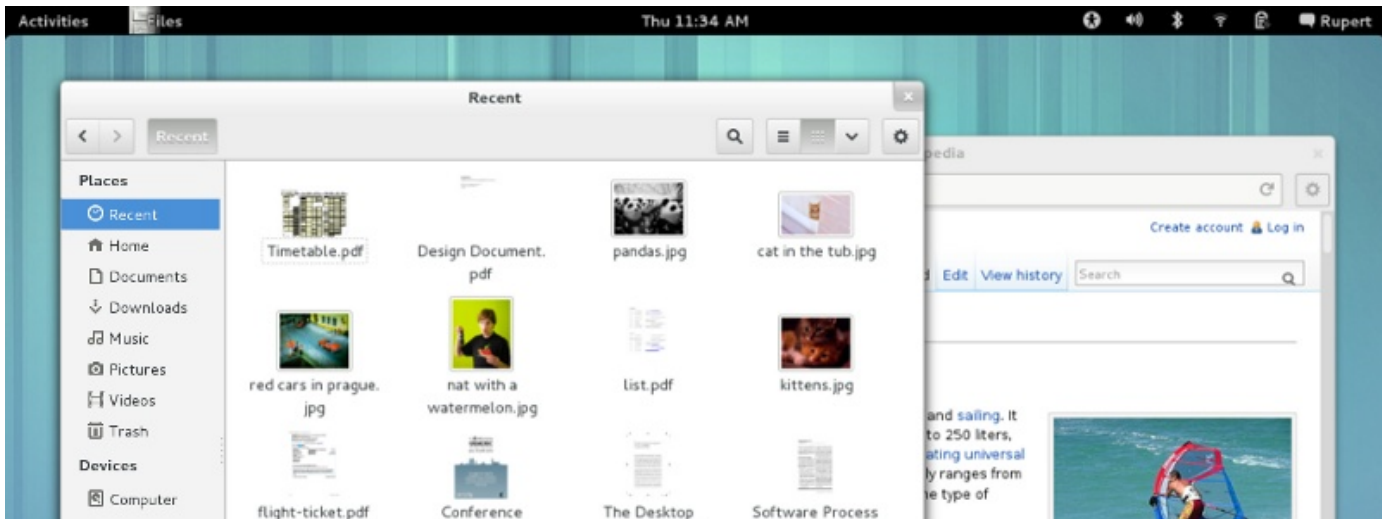 Activities
Files
Thu 11:34 AM
Rupert
Recent
Recent
Places
Recent
Home
Documents
Downloads
Music
Pictures
Videos
Trash
Devices
Computer
Timetable.pdf
Design Document.
pdf
pandas.jpg
cat in the tub.jpg
red cars in prague.
jpg
nat with a
watermelon.jpg
list.pdf
kittens.jpg
flight-ticket.pdf
Conference
The Desktop
Software Process
pedia
Create account Log in
Edit View history Search
and sailing. It
to 250 liters,
ating universal
ly ranges from
e type of